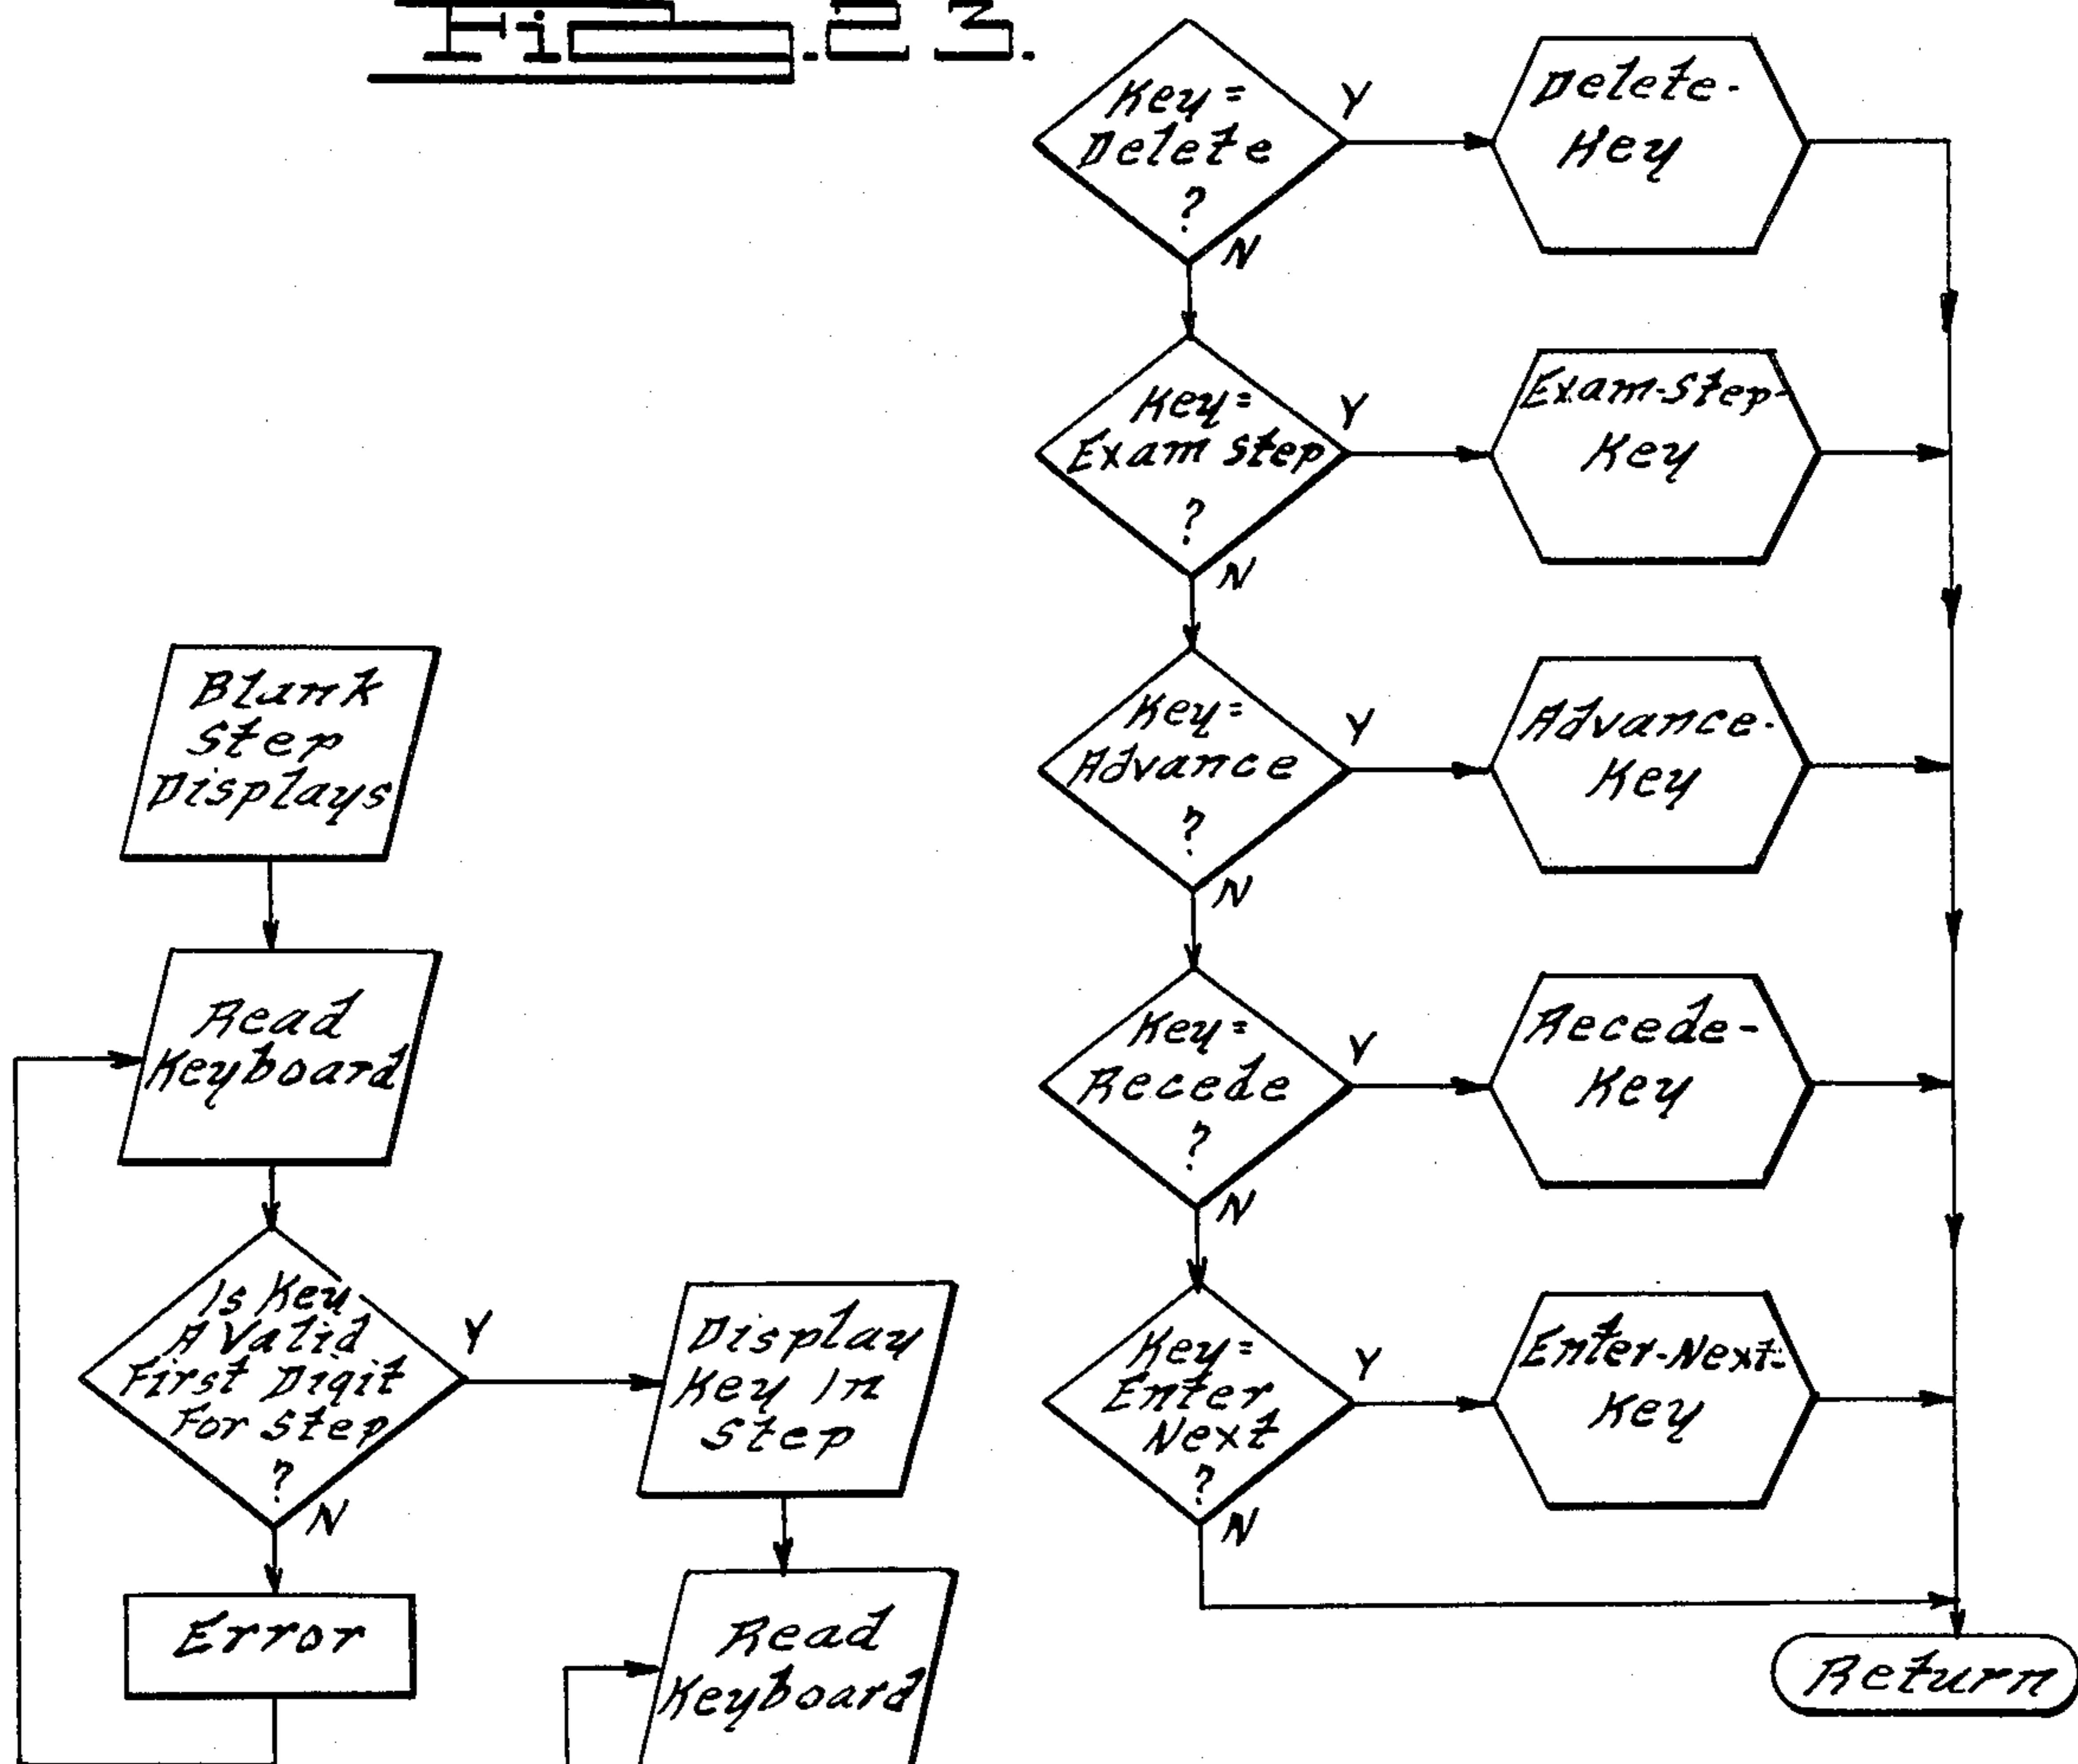 Fig. 23.
Key=
Delete
?
Y
N
Delete-
Key
Key=
Exam step
?
Y
N
Exam-step-
Key
Key=
Advance
?
Y
N
Advance-
Key
Key=
Recede
?
Y
N
Recede-
Key
Key=
Enter
Next
?
Y
N
Enter-Next-
Key
Return
Blank
Step
Displays
Read
Keyboard
Is Key
A Valid
First Digit
For step
?
Y
N
Error
Display
Key In
Step
Read
Keyboard